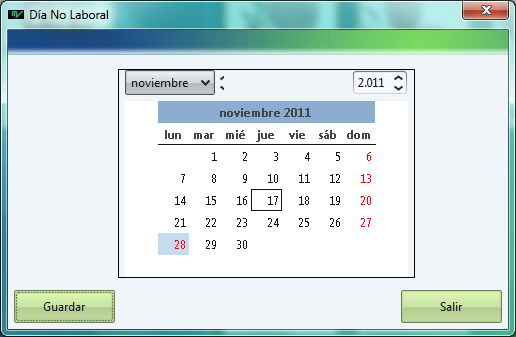 Día No Laboral
noviembre 2.011
noviembre 2011
lun mar mié jue vie sáb dom
1 2 3 4 5 6
7 8 9 10 11 12 13
14 15 16 17 18 19 20
21 22 23 24 25 26 27
28 29 30
Guardar Salir